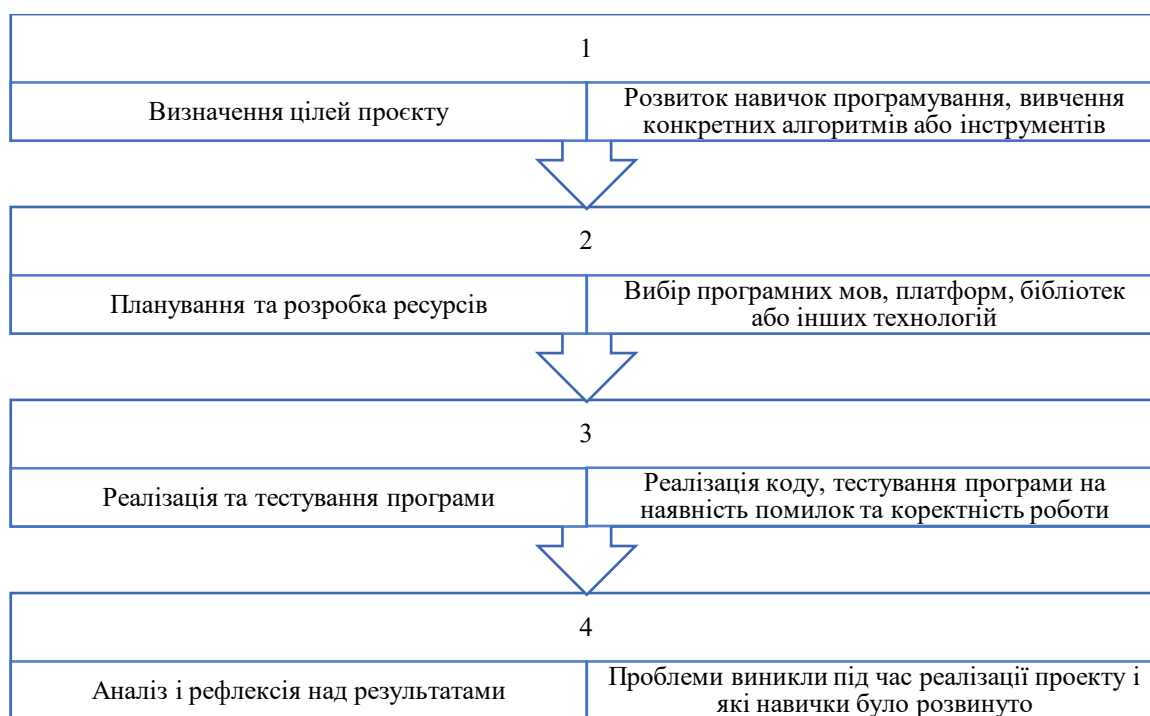 1
Визначення цілей проєкту
Розвиток навичок програмування, вивчення
конкретних алгоритмів або інструментів
2
Планування та розробка ресурсів
Вибір програмних мов, платформ, бібліотек
або інших технологій
3
Реалізація та тестування програми
Реалізація коду, тестування програми на
наявність помилок та коректність роботи
4
Аналіз і рефлексія над результатами
Проблеми виникли під час реалізації проекту і
які навички було розвинуто